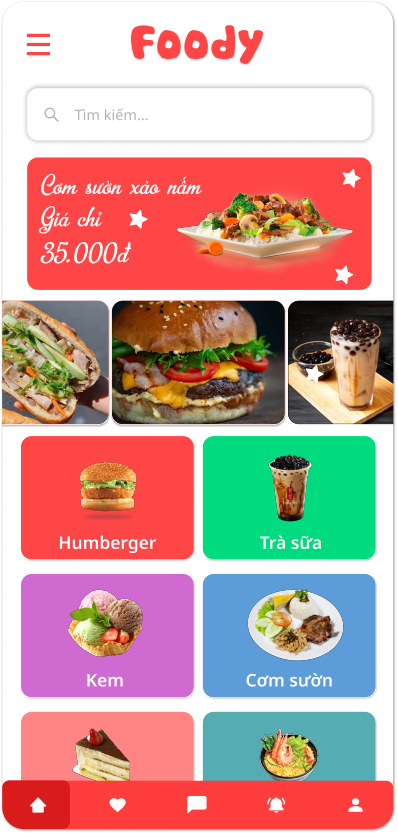 Foody
Tìm kiếm...
Cơm sườn xào nấm
Giá chỉ
35.000đ
Humberger
Trà sữa
Kem
Cơm sườn